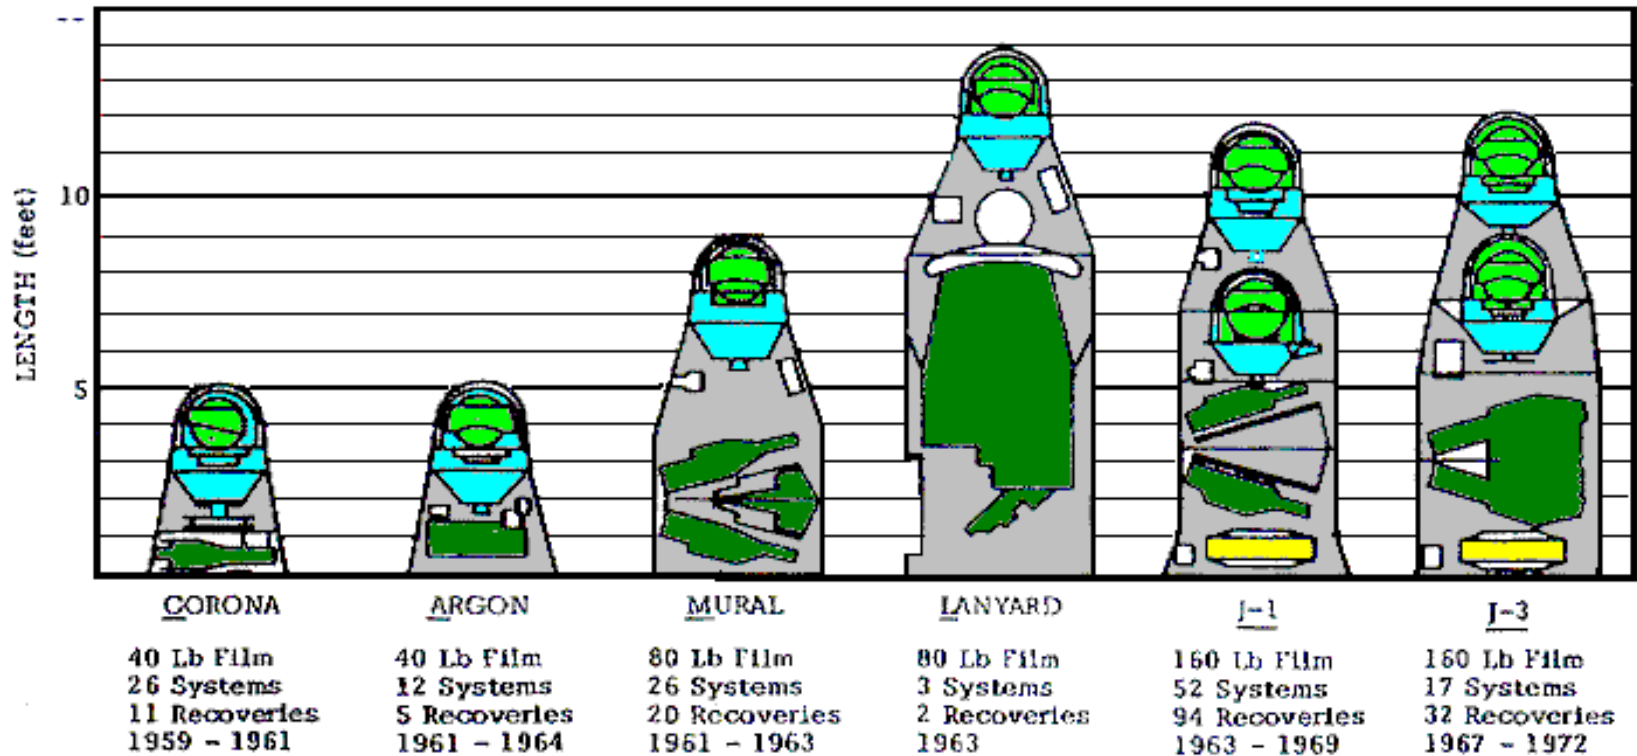 --
10
5
LENGTH (feet)
CORONA
40 Lb Film
26 Systems
11 Recoveries
1959 - 1961
ARGON
40 Lb Film
12 Systems
5 Recoveries
1961 - 1964
MURAL
80 Lb Film
26 Systems
20 Recoveries
1961 - 1963
LANYARD
80 Lb Film
3 Systems
2 Recoveries
1963
J-1
160 Lb Film
52 Systems
94 Recoveries
1963 - 1969
J-3
160 Lb Film
17 Systems
32 Recoveries
1967 - 1972